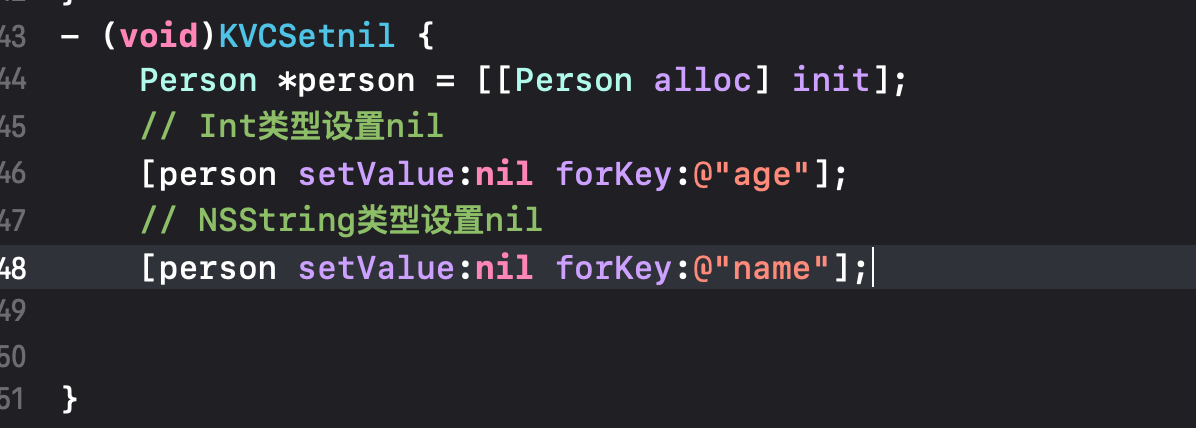 43 - (void)KVCSetnil {
44 Person *person = [[Person alloc] init];
45 // Int类型设置nil
46 [person setValue:nil forKey:@"age"];
47 // NSString类型设置nil
48 [person setValue:nil forKey:@"name"];
49
50
51 }